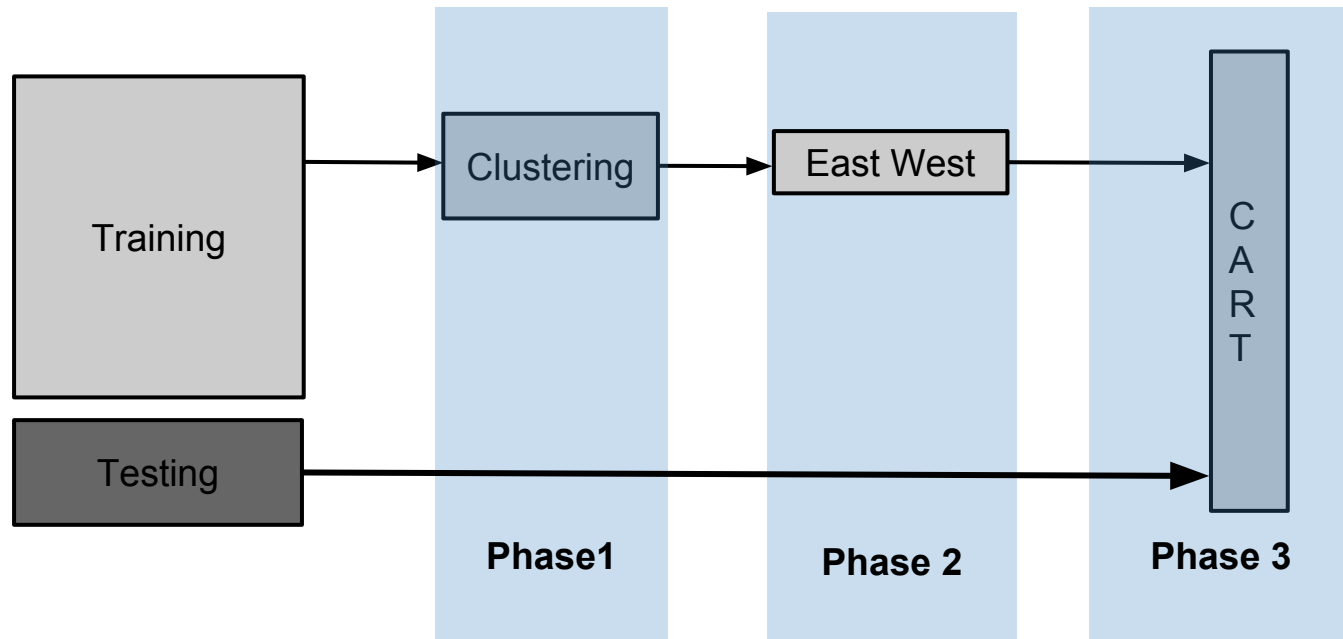 Training
Clustering
East West
C
A
R
T
Testing
Phase1
Phase 2
Phase 3